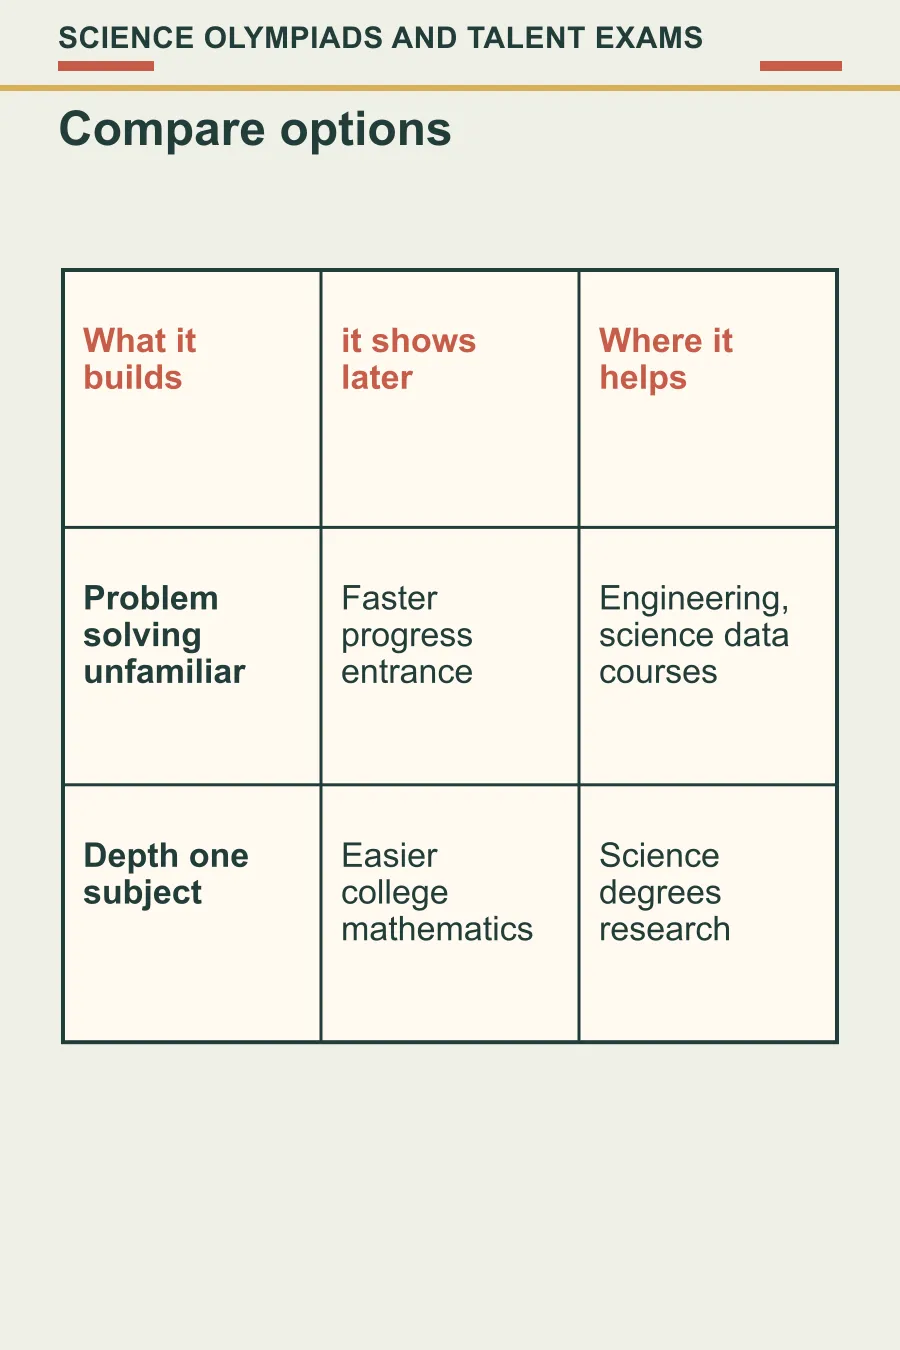 SCIENCE OLYMPIADS AND TALENT EXAMS
Compare options
What it
builds
it shows
later
Where it
helps
Problem
solving
unfamiliar
Faster
progress
entrance
Engineering,
science data
courses
Depth one
subject
Easier
college
mathematics
Science
degrees
research